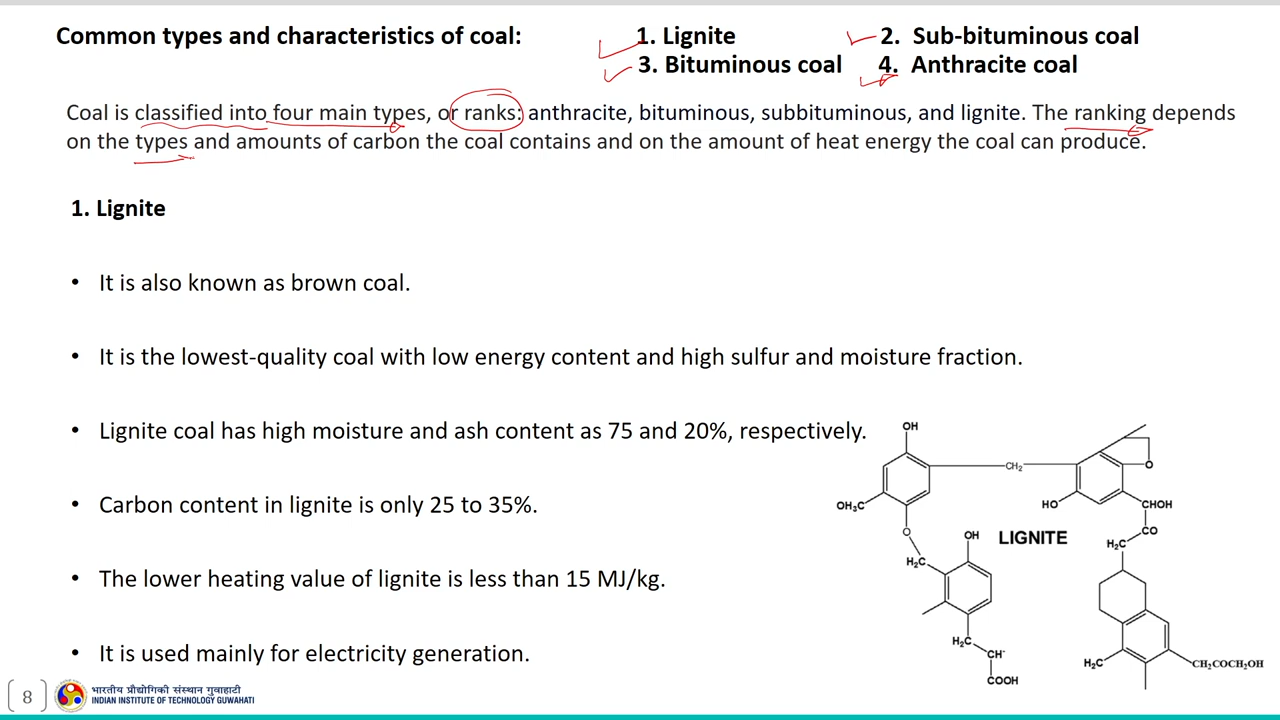 Common types and characteristics of coal: 1. Lignite 2. Sub-bituminous coal
3. Bituminous coal 4. Anthracite coal
Coal is classified into four main types, or ranks: anthracite, bituminous, subbituminous, and lignite. The ranking depends
on the types and amounts of carbon the coal contains and on the amount of heat energy the coal can produce.
1. Lignite
• It is also known as brown coal.
• It is the lowest-quality coal with low energy content and high sulfur and moisture fraction.
• Lignite coal has high moisture and ash content as 75 and 20%, respectively.
• Carbon content in lignite is only 25 to 35%.
• The lower heating value of lignite is less than 15 MJ/kg.
• It is used mainly for electricity generation.
OH
CH₂
O
OH₃C
HO
CHOH
O
OH
LIGNITE
CO
H₂C
H₂C
H₂C
CH⁻
COOH
H₂C
CH₂COCH₂OH
8
भारतीय प्रौद्योगिकी संस्थान गुवाहाटी
INDIAN INSTITUTE OF TECHNOLOGY GUWAHATI